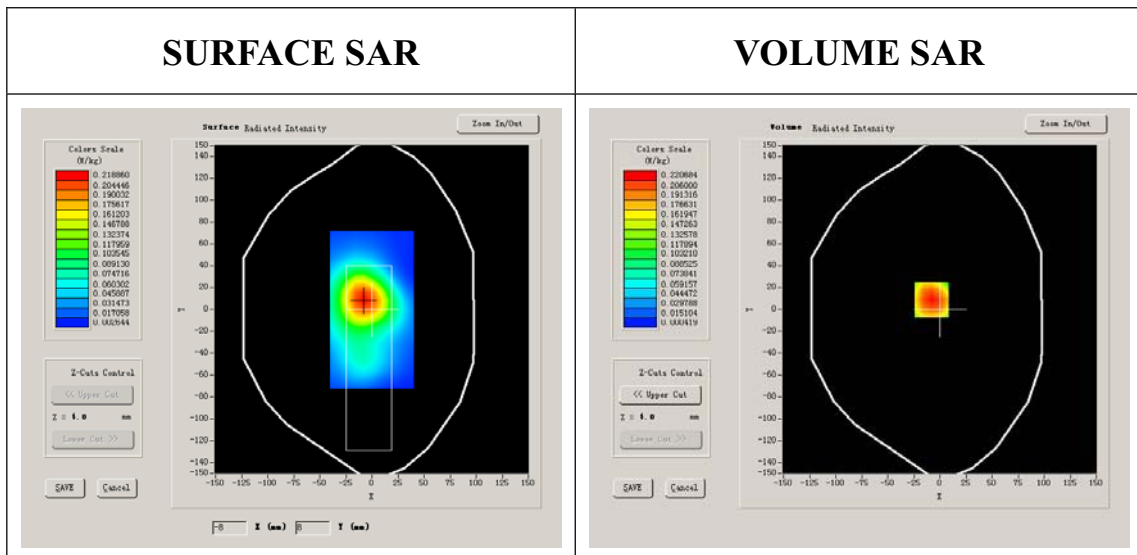 SURFACE SAR
VOLUME SAR
Surface Radiated Intensity
Zoom In/Out
Colors Scale
(W/kg)
0.218860
0.204446
0.190032
0.175617
0.161203
0.146788
0.132374
0.117959
0.103545
0.089130
0.074716
0.060302
0.045887
0.031473
0.017058
0.002644
150
140
120
100
80
60
40
20
0
-20
-40
-60
-80
-100
-120
-140
-150
Y
-150 -125 -100 -75 -50 -25 0 25 50 75 100 125 150
X
Z-Cuts Control
<< Upper Cut
Z = 4.0 mm
Lower Cut >>
SAVE Cancel
-8 X (mm) 8 Y (mm)
Volume Radiated Intensity
Zoom In/Out
Colors Scale
(W/kg)
0.220684
0.206000
0.191316
0.176631
0.161947
0.147263
0.132578
0.117894
0.103210
0.088525
0.073841
0.059157
0.044472
0.029788
0.015104
0.000419
150
140
120
100
80
60
40
20
0
-20
-40
-60
-80
-100
-120
-140
-150
Y
-150 -125 -100 -75 -50 -25 0 25 50 75 100 125 150
X
Z-Cuts Control
<< Upper Cut
Z = 4.0 mm
Lower Cut >>
SAVE Cancel